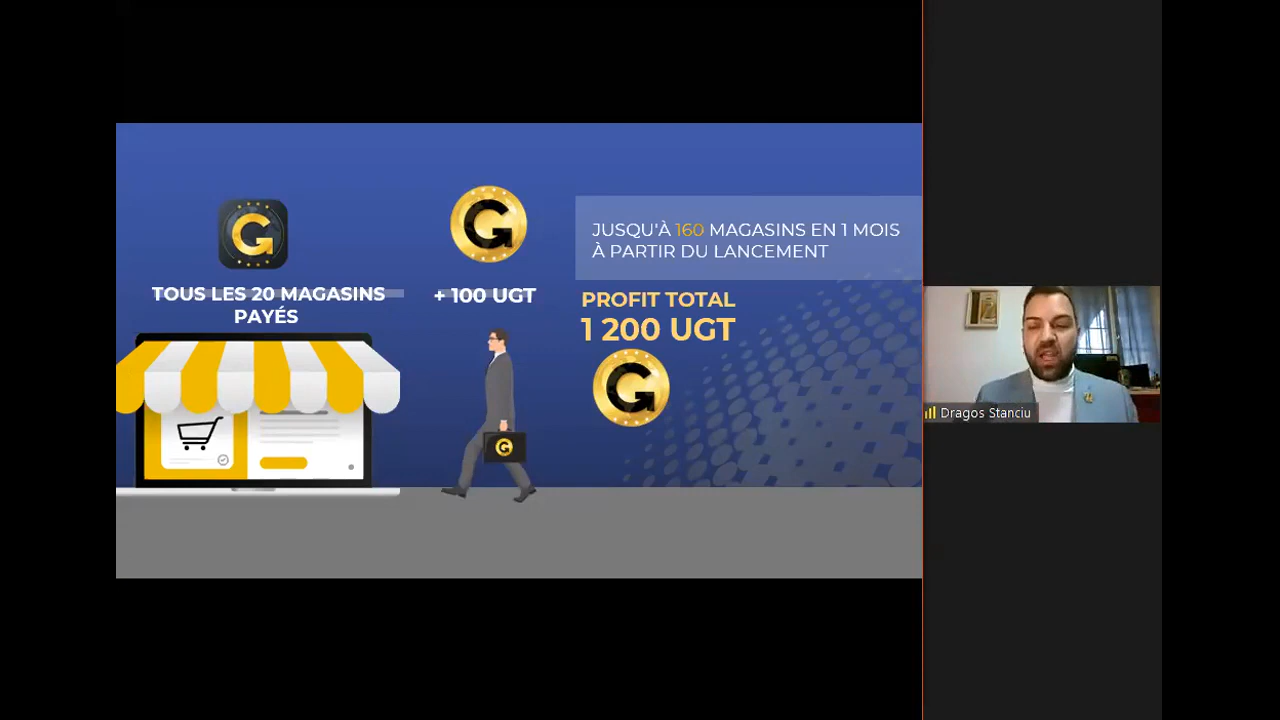 TOUS LES 20 MAGASINS
PAYÉS
+ 100 UGT
JUSQU'À 160 MAGASINS EN 1 MOIS
À PARTIR DU LANCEMENT
PROFIT TOTAL
1 200 UGT
Dragos Stanciu